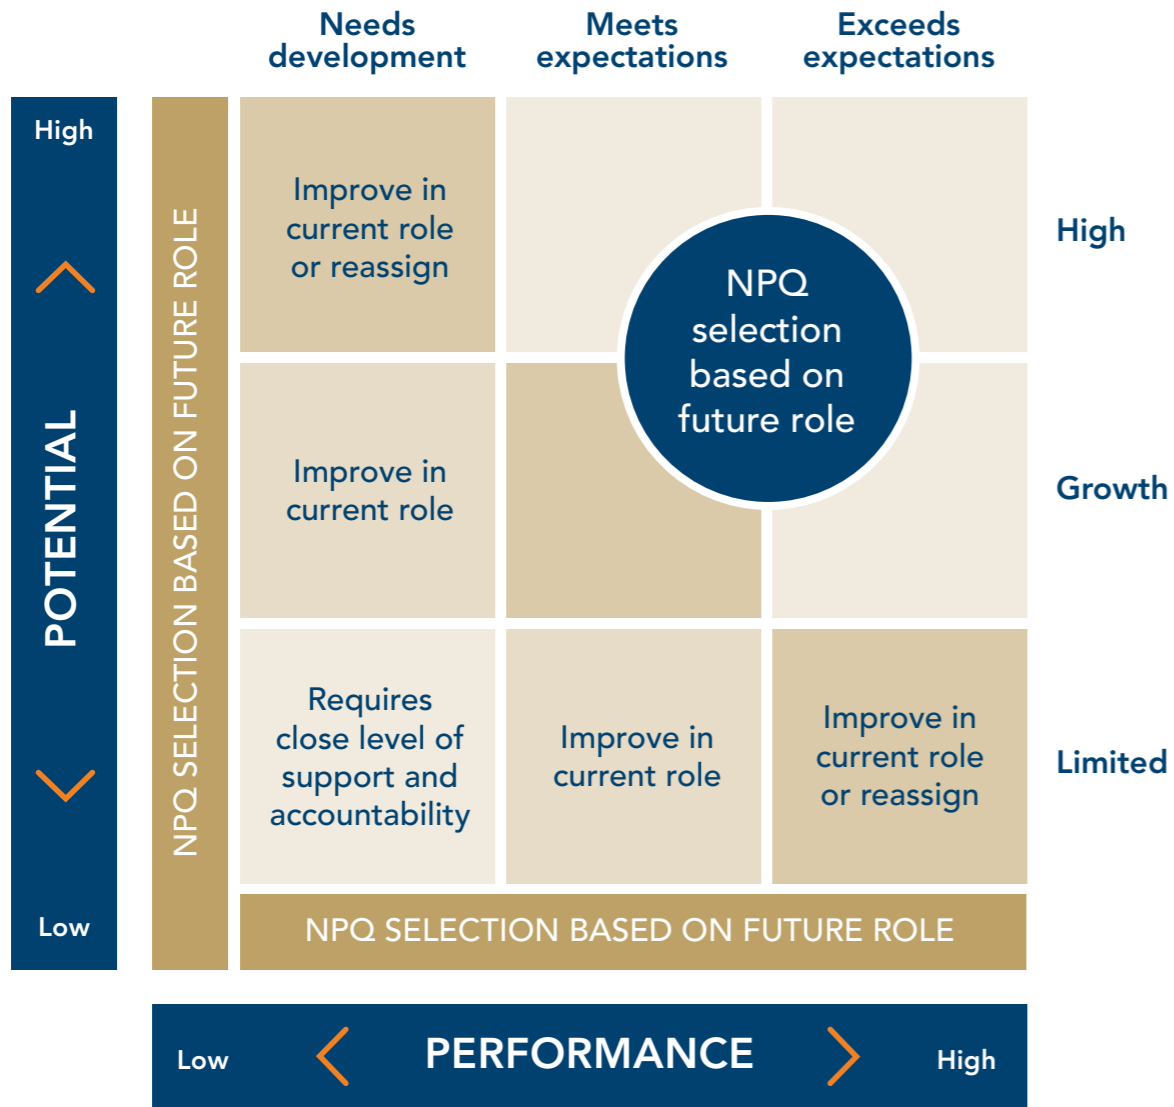 Needs
development
Meets
expectations
Exceeds
expectations
High
POTENTIAL
Low
NPQ SELECTION BASED ON FUTURE ROLE
Improve in
current role
or reassign
NPQ
selection
based on
future role
High
Improve in
current role
Growth
Requires
close level of
support and
accountability
Improve in
current role
Improve in
current role
or reassign
Limited
NPQ SELECTION BASED ON FUTURE ROLE
Low
PERFORMANCE
High